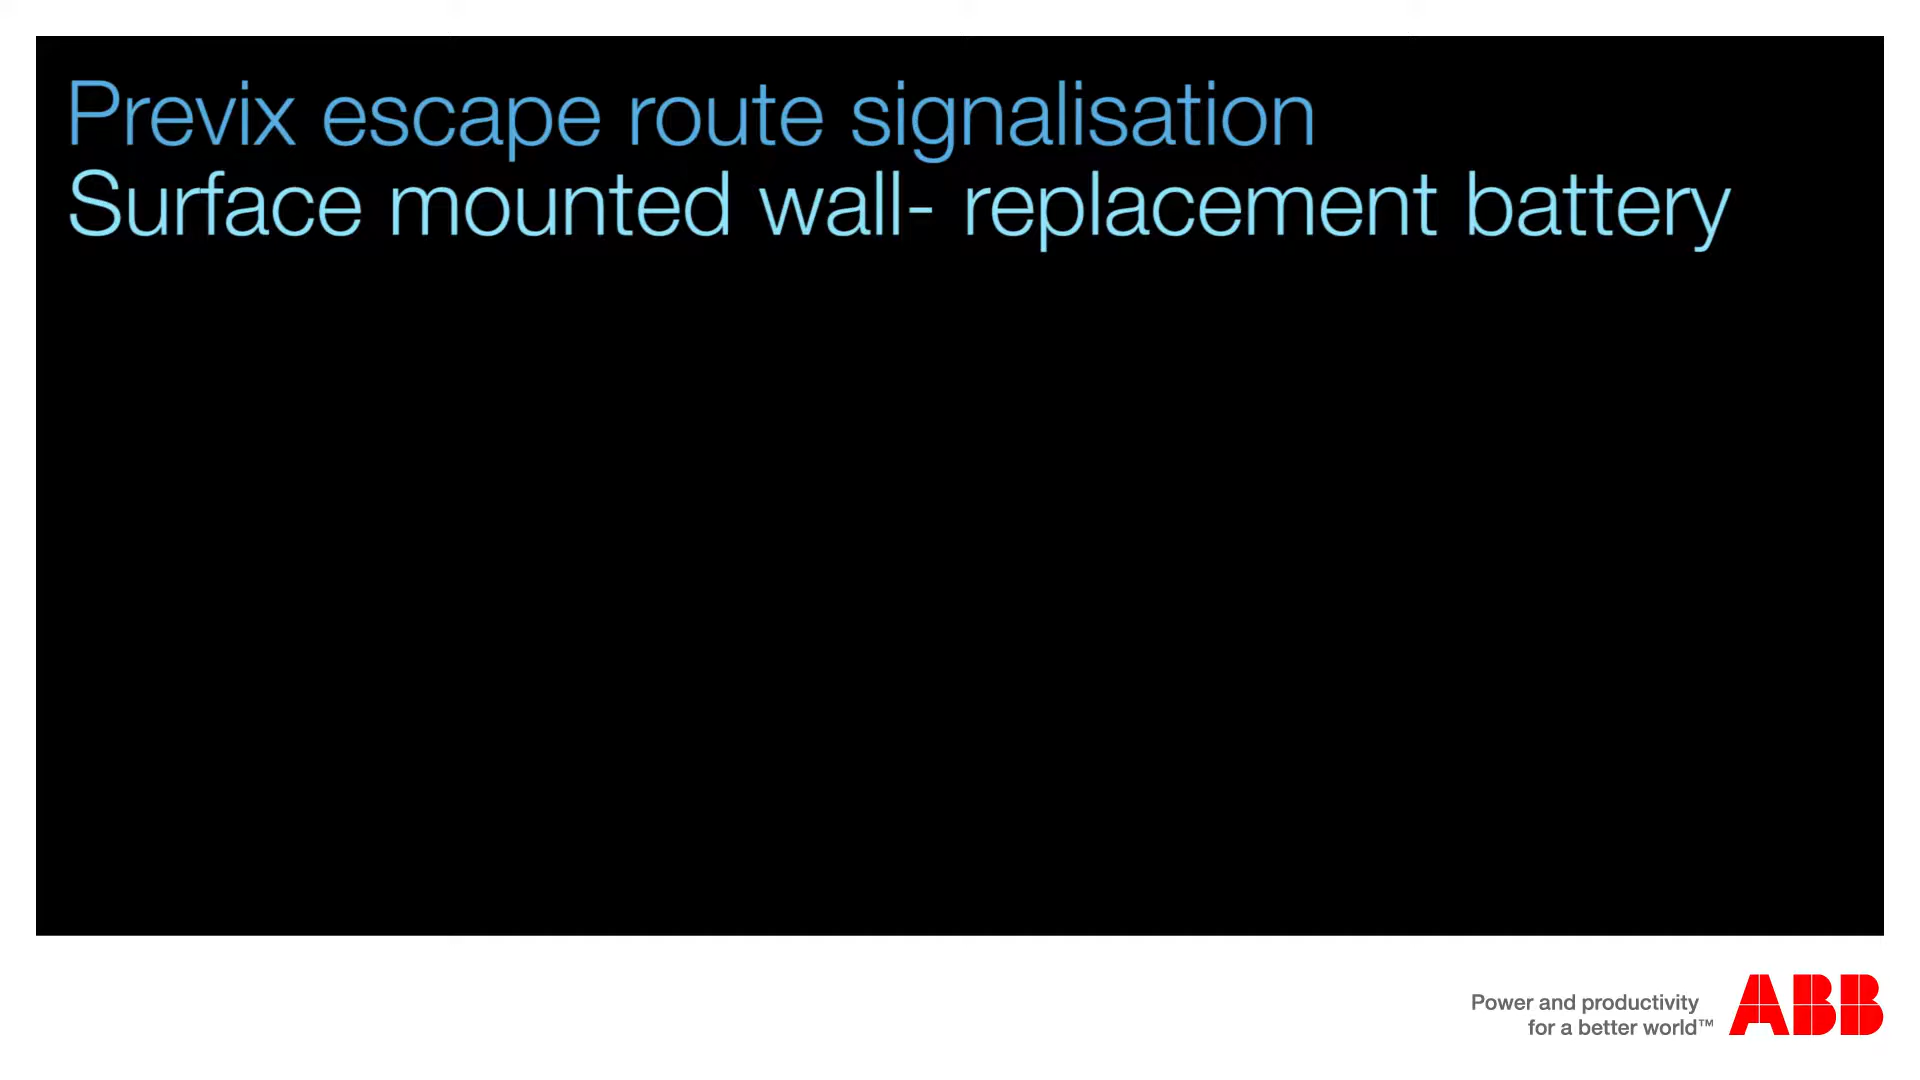 Previx escape route signalisation
Surface mounted wall- replacement battery
Power and productivity
for a better world™
ABB